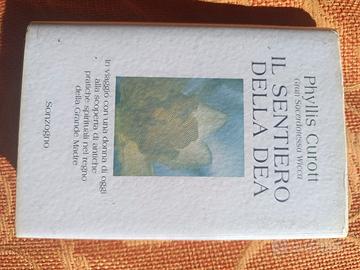 Phyllis Curott
Gran Sacerdotessa Wicca
IL SENTIERO
DELLA DEA
In viaggio con una donna di oggi
alla scoperta di antiche
pratiche spirituali nel regno
della Grande Madre
Sonzogno